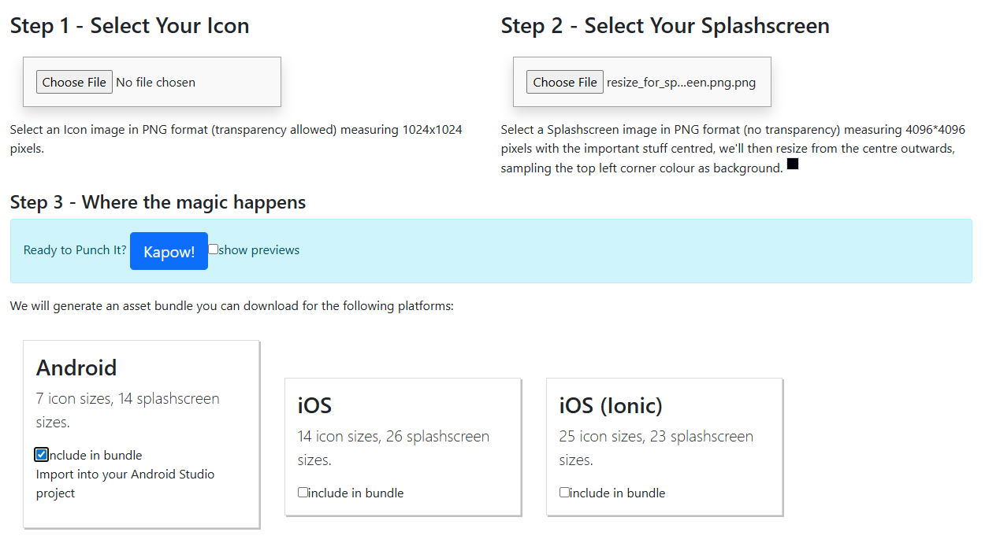 Step 1 - Select Your Icon
Choose File No file chosen
Select an Icon image in PNG format (transparency allowed) measuring 1024x1024
pixels.
Step 2 - Select Your Splashscreen
Choose File resize_for_sp...een.png.png
Select a Splashscreen image in PNG format (no transparency) measuring 4096*4096
pixels with the important stuff centred, we'll then resize from the centre outwards,
sampling the top left corner colour as background.
Step 3 - Where the magic happens
Ready to Punch It? Kapow! show previews
We will generate an asset bundle you can download for the following platforms:
Android
7 icon sizes, 14 splashscreen
sizes.
include in bundle
Import into your Android Studio
project
iOS
14 icon sizes, 26 splashscreen
sizes.
include in bundle
iOS (Ionic)
25 icon sizes, 23 splashscreen
sizes.
include in bundle